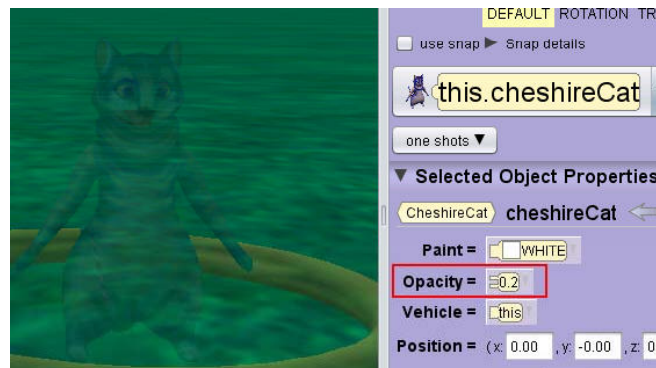 DEFAULT ROTATION TR
use snap ▶ Snap details
this.cheshireCat
one shots ▼
▼ Selected Object Properties
CheshireCat cheshireCat
Paint = WHITE
Opacity = 0.2
Vehicle = this
Position = (x: 0.00 , y: -0.00 , z: 0